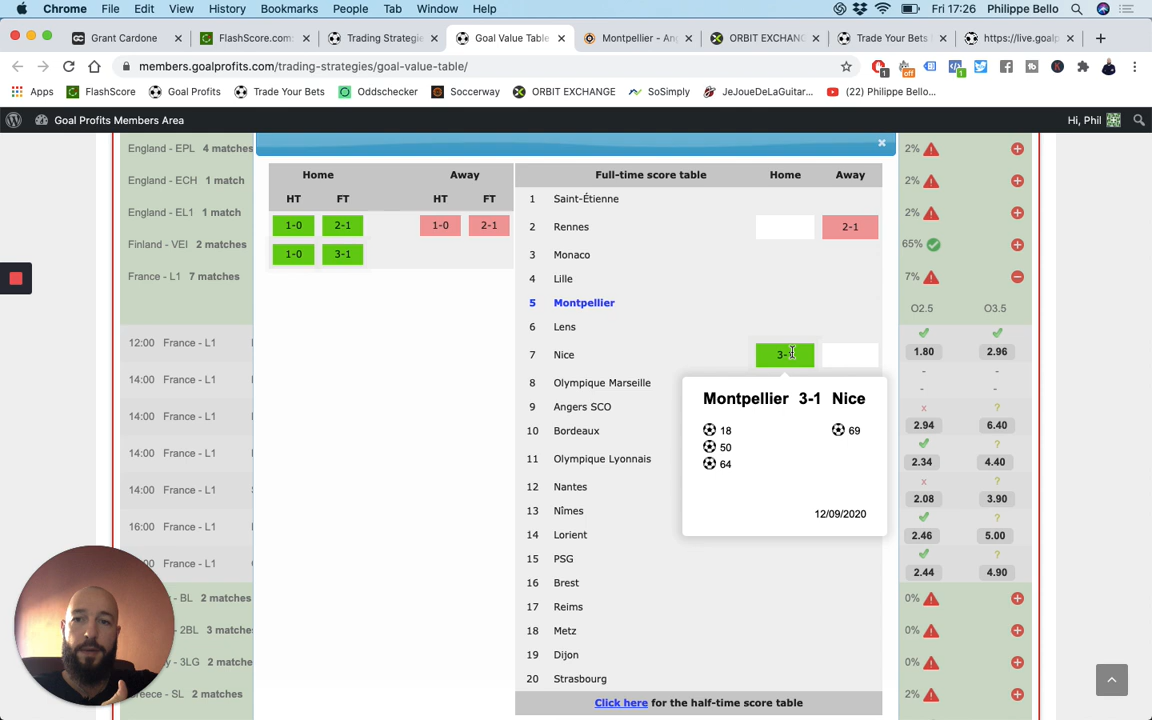 Chrome File Edit View History Bookmarks People Tab Window Help Fri 17:26 Philippe Bello
Grant Cardone FlashScore.com: Trading Strategie Goal Value Table Montpellier - Ang ORBIT EXCHANG Trade Your Bets https://live.goalp
members.goalprofits.com/trading-strategies/goal-value-table/
Apps FlashScore Goal Profits Trade Your Bets Oddschecker Soccerway ORBIT EXCHANGE SoSimply JeJoueDeLaGuitar... (22) Philippe Bello...
Goal Profits Members Area Hi, Phil
England - EPL 4 matches 2%
England - ECH 1 match 2%
England - EL1 1 match 2%
Finland - VEI 2 matches 65%
France - L1 7 matches 7%
O2.5 O3.5
12:00 France - L1 1.80 2.96
14:00 France - L1 - -
- -
14:00 France - L1 x ?
2.94 6.40
14:00 France - L1 ?
2.34 4.40
14:00 France - L1 x ?
2.08 3.90
16:00 France - L1 ?
2.46 5.00
France - L1 ?
2.44 4.90
- BL 2 matches 0%
- 2BL 3 matches 0%
- 3LG 2 matche 0%
- SL 2 matches 2%
Home Away
HT FT HT FT
1-0 2-1 1-0 2-1
1-0 3-1
Full-time score table Home Away
1 Saint-Étienne
2 Rennes 2-1
3 Monaco
4 Lille
5 Montpellier
6 Lens
7 Nice 3-
8 Olympique Marseille
9 Angers SCO
10 Bordeaux
11 Olympique Lyonnais
12 Nantes
13 Nîmes
14 Lorient
15 PSG
16 Brest
17 Reims
18 Metz
19 Dijon
20 Strasbourg
Click here for the half-time score table
Montpellier 3-1 Nice
18 69
50
64
12/09/2020